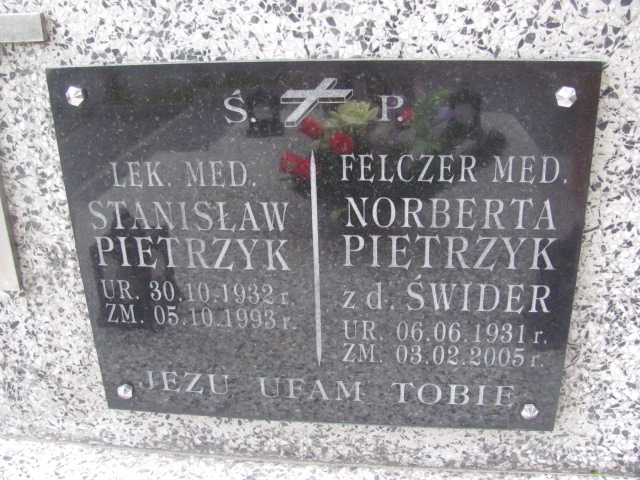 Ś. P.
LEK. MED.
STANISŁAW
PIETRZYK
UR. 30.10.1932 r.
ZM. 05.10.1993 r.
FELCZER MED.
NORBERTA
PIETRZYK
z d. ŚWIDER
UR. 06.06.1931 r.
ZM. 03.02.2005 r.
JEZU UFAM TOBIE